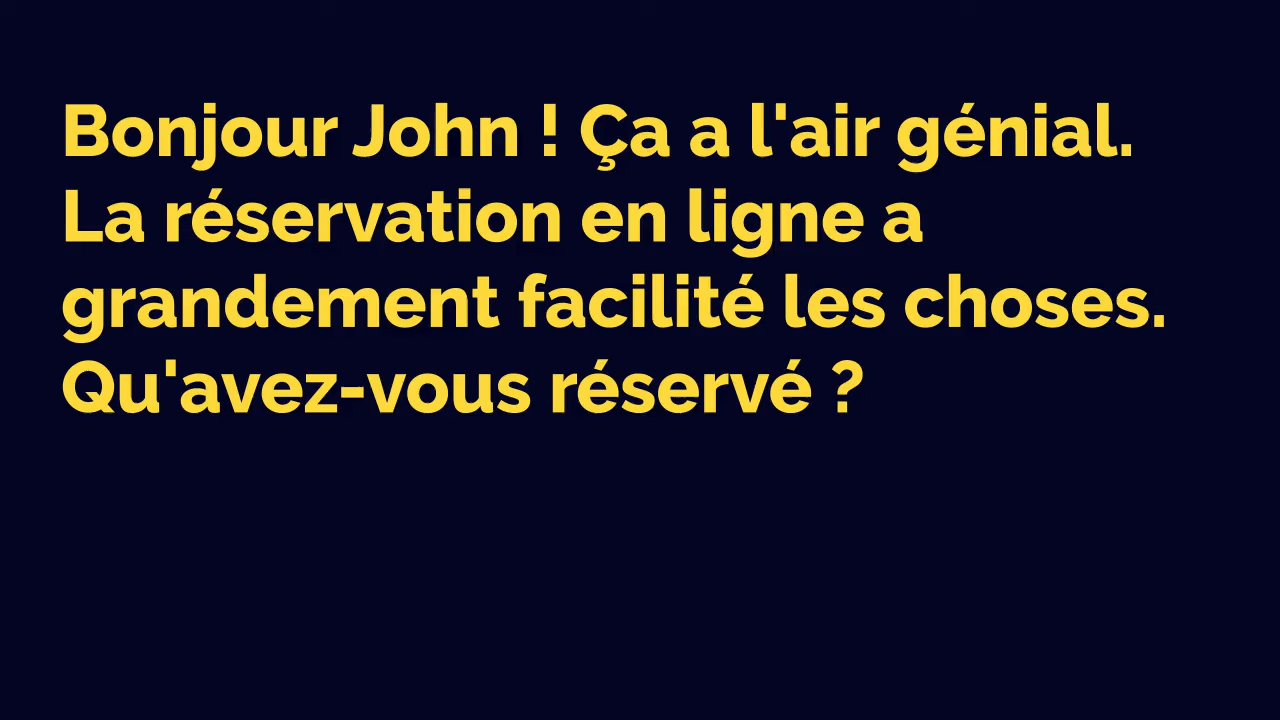 Bonjour John ! Ça a l'air génial.
La réservation en ligne a
grandement facilité les choses.
Qu'avez-vous réservé ?